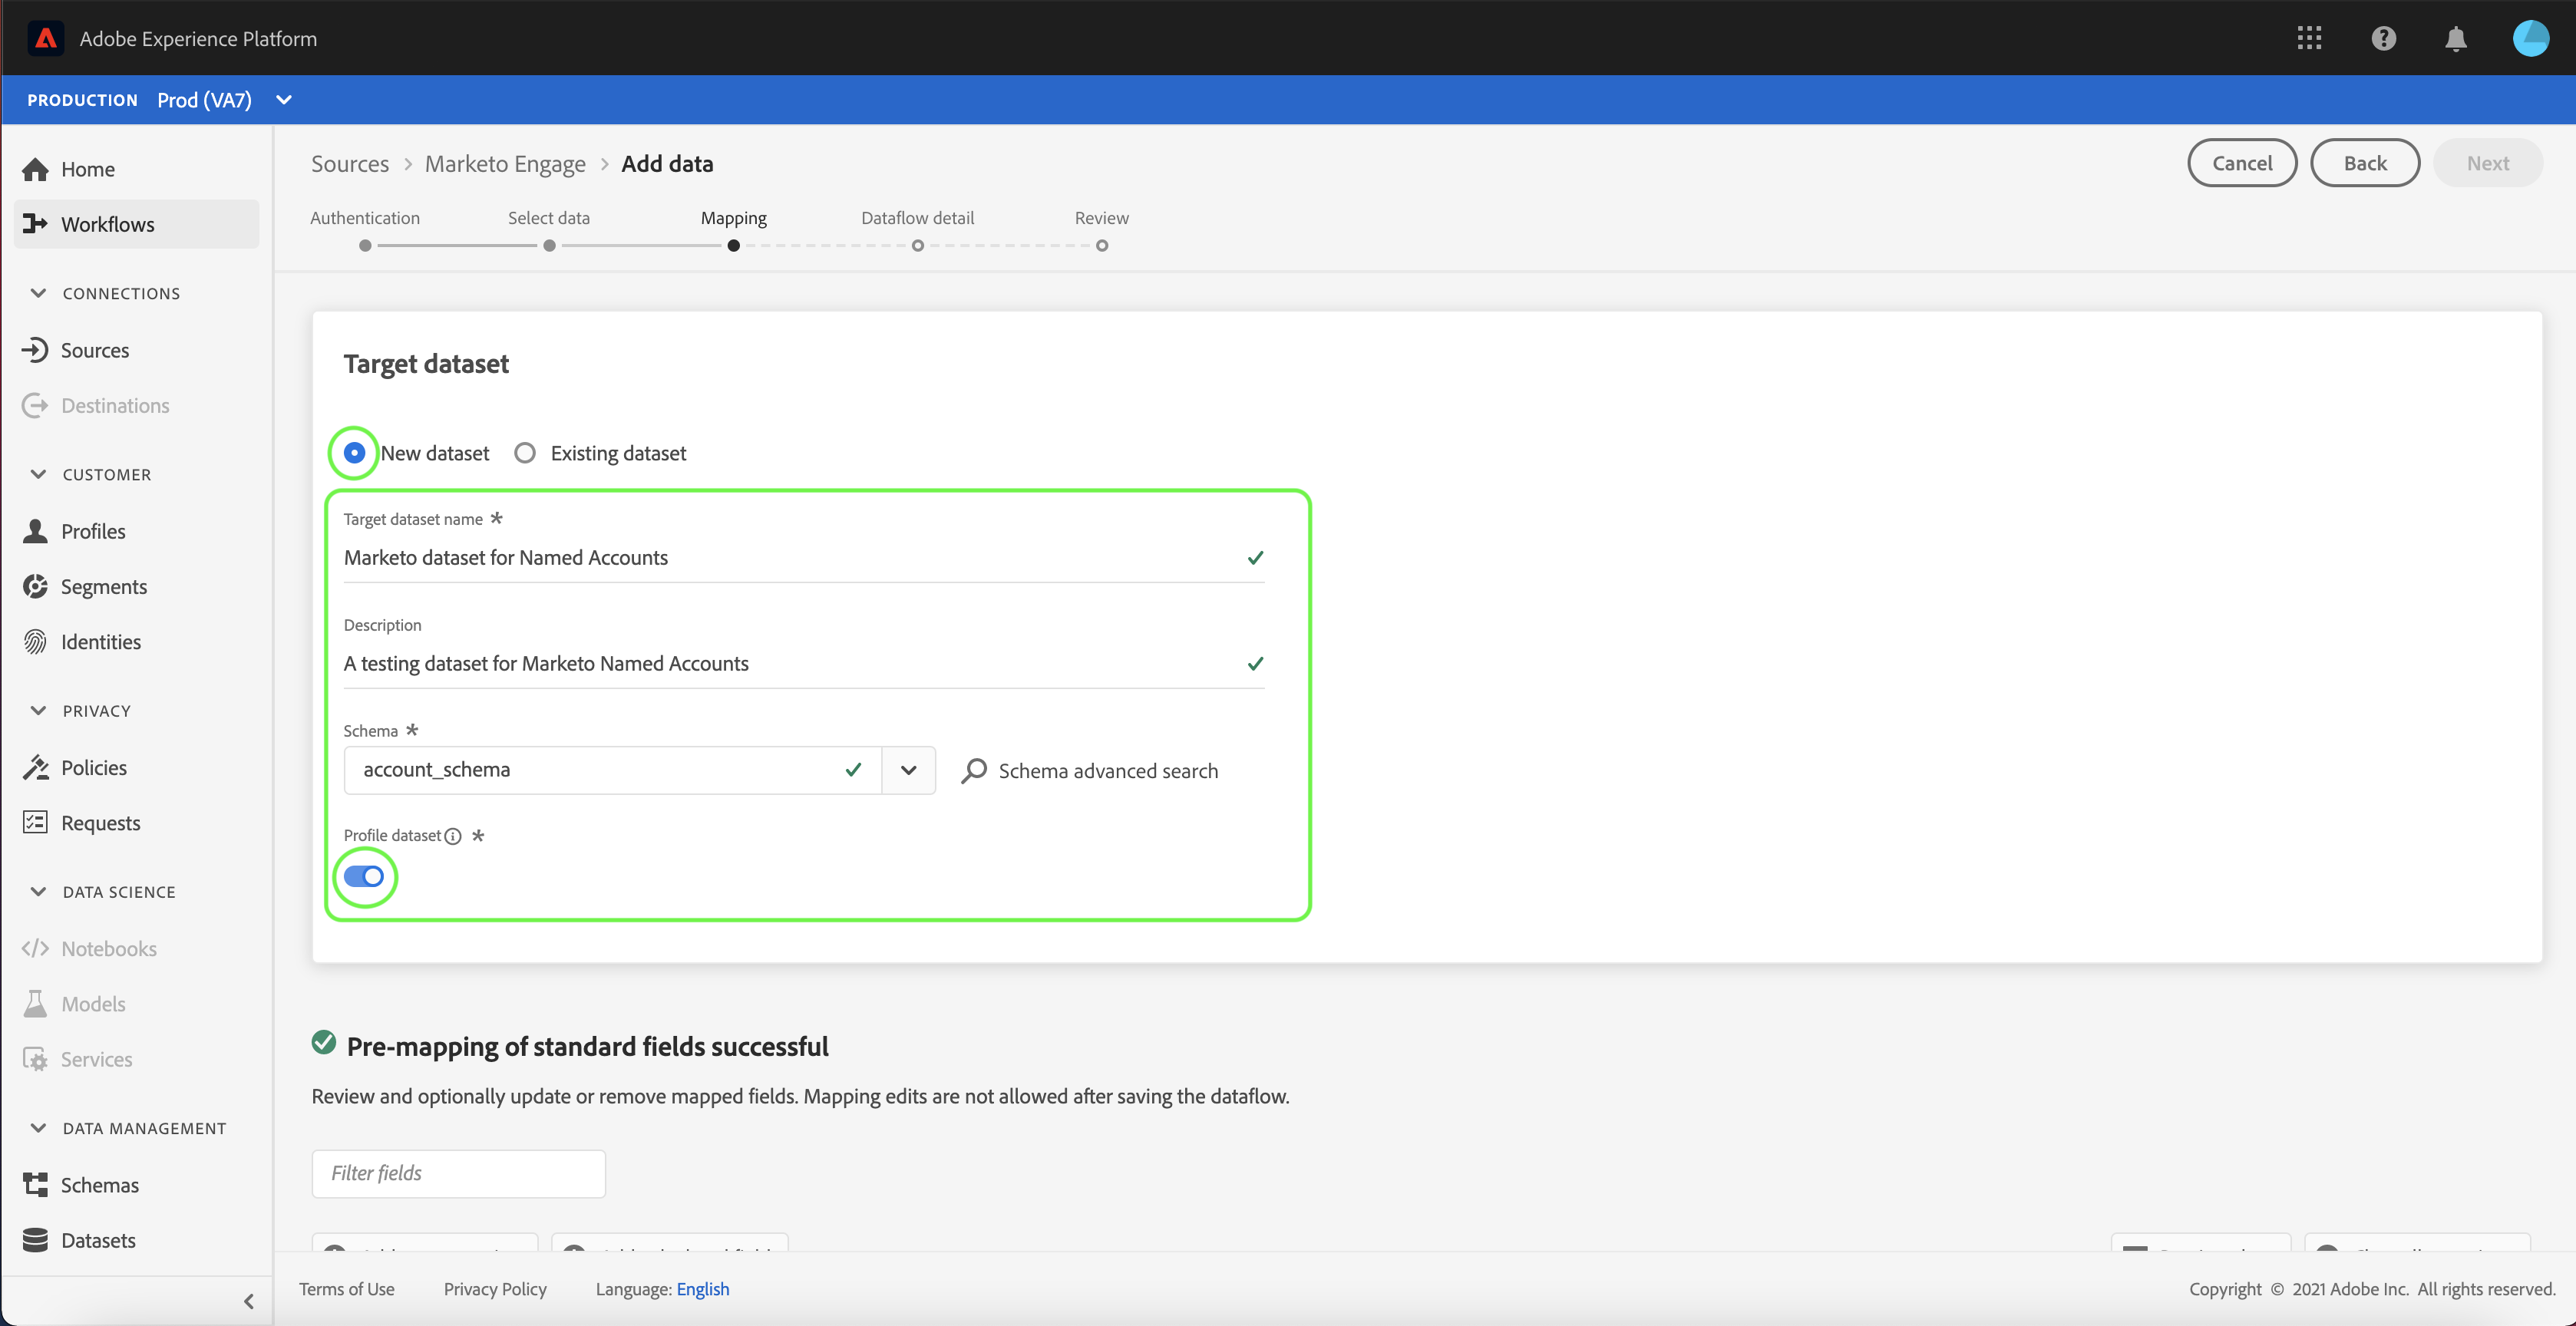 Adobe Experience Platform
PRODUCTION Prod (VA7)
Home
Workflows
CONNECTIONS
Sources
Destinations
CUSTOMER
Profiles
Segments
Identities
PRIVACY
Policies
Requests
DATA SCIENCE
Notebooks
Models
Services
DATA MANAGEMENT
Schemas
Datasets
Sources > Marketo Engage > Add data
Cancel Back Next
Authentication Select data Mapping Dataflow detail Review
Target dataset
New dataset Existing dataset
Target dataset name *
Marketo dataset for Named Accounts
Description
A testing dataset for Marketo Named Accounts
Schema *
account_schema
Schema advanced search
Profile dataset *
Pre-mapping of standard fields successful
Review and optionally update or remove mapped fields. Mapping edits are not allowed after saving the dataflow.
Filter fields
Terms of Use Privacy Policy Language: English
Copyright © 2021 Adobe Inc. All rights reserved.